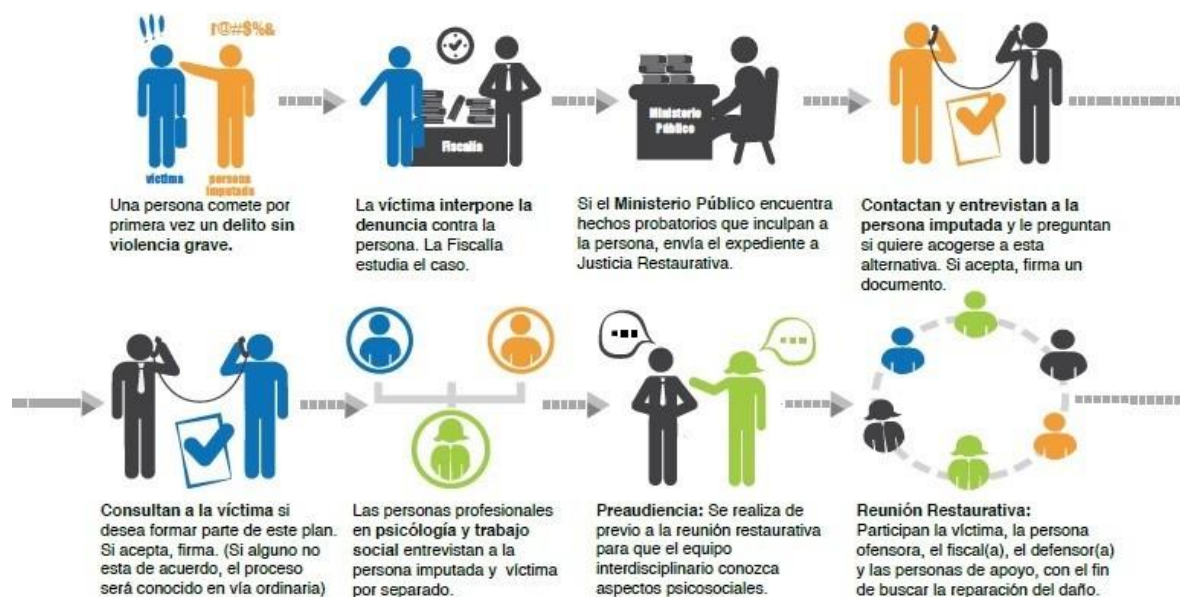 !!!
!@#$%&
víctima
persona
imputada
Una persona comete por
primera vez un delito sin
violencia grave.
Fiscalía
La víctima interpone la
denuncia contra la
persona. La Fiscalía
estudia el caso.
Ministerio
Público
Si el Ministerio Público encuentra
hechos probatorios que inculpan a
la persona, envía el expediente a
Justicia Restaurativa.
Contactan y entrevistan a la
persona imputada y le preguntan
si quiere acogerse a esta
alternativa. Si acepta, firma un
documento.
Consultan a la víctima si
desea formar parte de este plan.
Si acepta, firma. (Si alguno no
esta de acuerdo, el proceso
será conocido en vía ordinaria)
Las personas profesionales
en psicólogía y trabajo
social entrevistan a la
persona imputada y víctima
por separado.
Preaudiencia: Se realiza de
previo a la reunión restaurativa
para que el equipo
interdisciplinario conozca
aspectos psicosociales.
Reunión Restaurativa:
Participan la víctima, la persona
ofensora, el fiscal(a), el defensor(a)
y las personas de apoyo, con el fin
de buscar la reparación del daño.